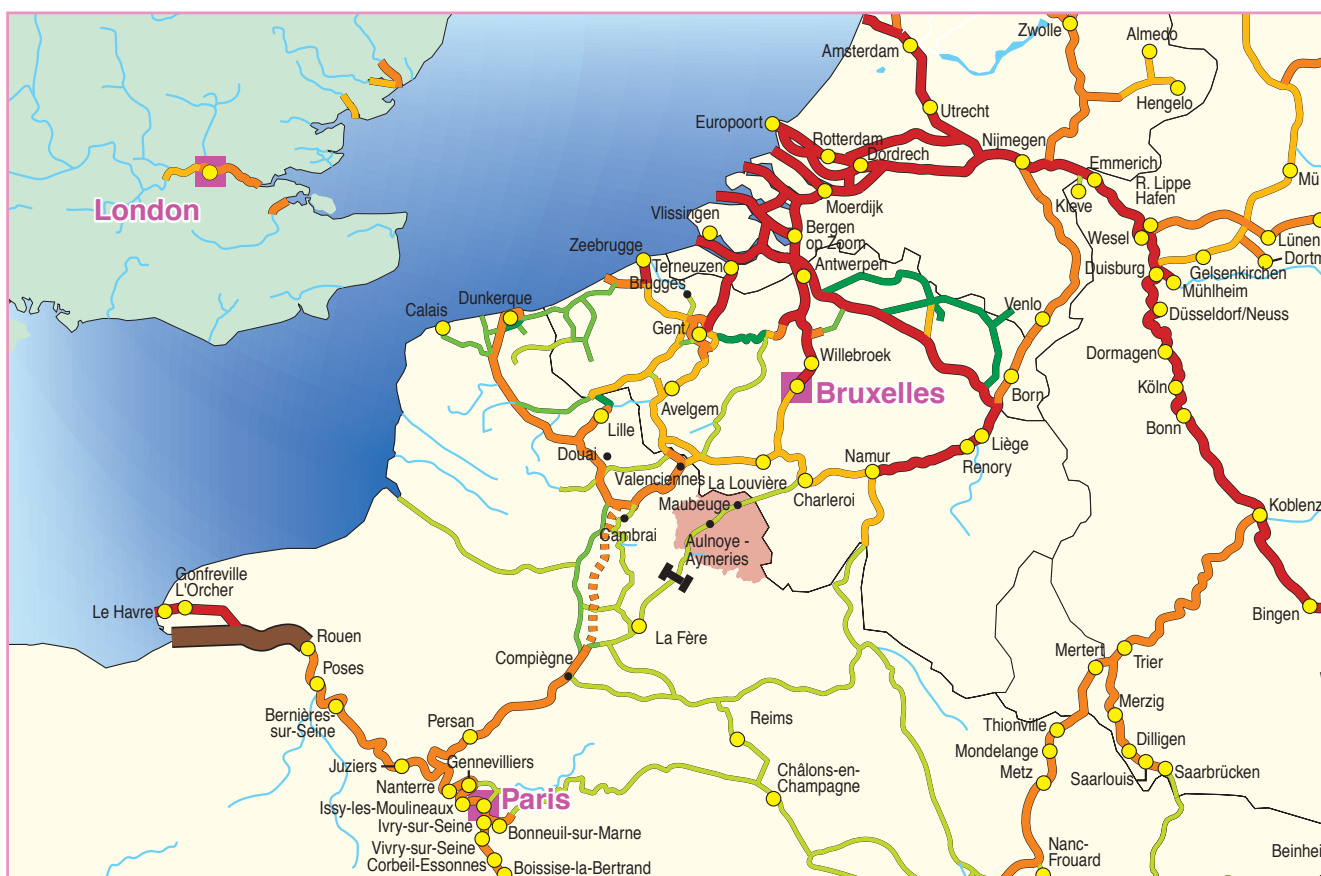 Amsterdam
Zwolle
Almedo
Hengelo
Utrecht
Europoort
Rotterdam
Dordrech
Nijmegen
Emmerich
R. Lippe
Hafen
Kleve
Mü
London
Vlissingen
Moerdijk
Bergen
op Zoom
Wesel
Lünen
Dortm
Zeebrugge
Terneuzen
Antwerpen
Duisburg
Gelsenkirchen
Mühlheim
Brugges
Calais
Dunkerque
Venlo
Düsseldorf/Neuss
Gent
Willebroek
Dormagen
Bruxelles
Born
Köln
Avelgem
Lille
Bonn
Liège
Douai
Namur
Renory
Valenciennes
La Louvière
Charleroi
Maubeuge
Koblenz
Cambrai
Aulnoye -
Aymeries
Gonfreville
L'Orcher
Le Havre
Bingen
Rouen
La Fère
Compiègne
Mertert
Trier
Poses
Bernières-
sur-Seine
Persan
Reims
Merzig
Thionville
Mondelange
Dilligen
Juziers
Gennevilliers
Metz
Saarlouis
Saarbrücken
Nanterre
Châlons-en-
Champagne
Issy-les-Moulineaux
Paris
Ivry-sur-Seine
Bonneuil-sur-Marne
Vivry-sur-Seine
Corbeil-Essonnes
Boissise-la-Bertrand
Nanc-
Frouard
Beinhei